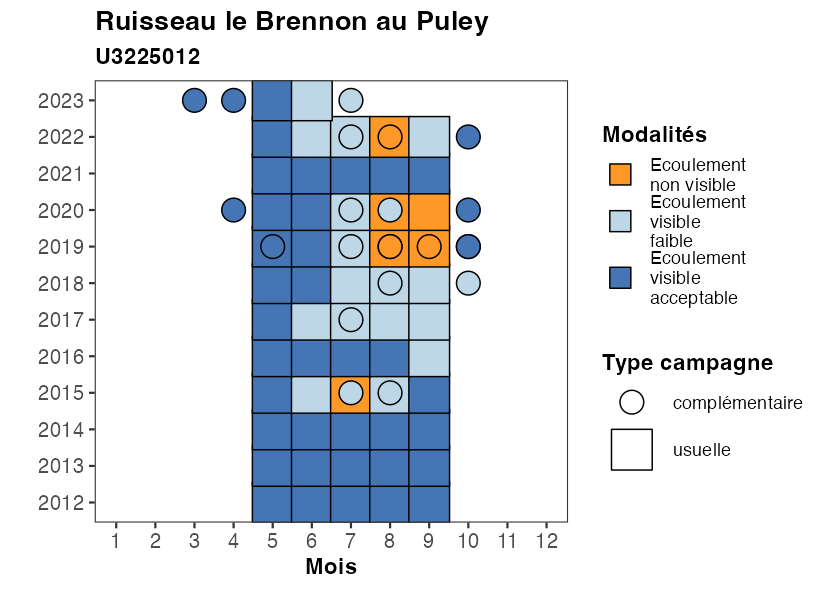 Ruisseau le Brennon au Puley
U3225012
2023
2022
2021
2020
2019
2018
2017
2016
2015
2014
2013
2012
1 2 3 4 5 6 7 8 9 10 11 12
Mois
Modalités
Ecoulement
non visible
Ecoulement
visible
faible
Ecoulement
visible
acceptable
Type campagne
complémentaire
usuelle